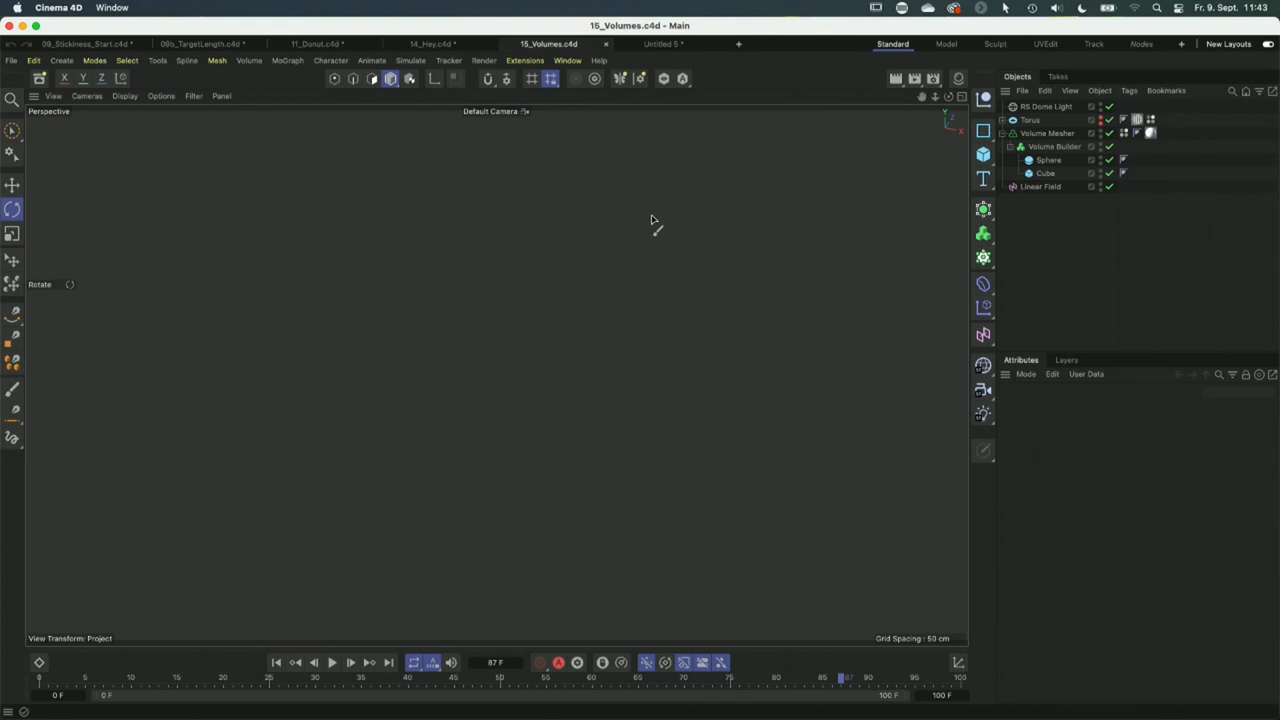 Cinema 4D Window Fr. 9. Sept. 11:43
15_Volumes.c4d - Main
09_Stickiness_Start.c4d * 09b_TargetLength.c4d * 11_Donut.c4d * 14_Hey.c4d * 15_Volumes.c4d × Untitled 5 * + Standard Model Sculpt UVEdit Track Nodes + New Layouts
File Edit Create Modes Select Tools Spline Mesh Volume MoGraph Character Animate Simulate Tracker Render Extensions Window Help
X Y Z
Objects Takes
File Edit View Object Tags Bookmarks
View Cameras Display Options Filter Panel
Perspective Default Camera
Y Z X
RS Dome Light
Torus
Volume Mesher
Volume Builder
Sphere
Cube
Linear Field
Rotate
Attributes Layers
Mode Edit User Data
View Transform: Project Grid Spacing : 50 cm
87 F
0 5 10 15 20 25 30 35 40 45 50 55 60 65 70 75 80 85 87 90 95 100
0 F 0 F 100 F 100 F